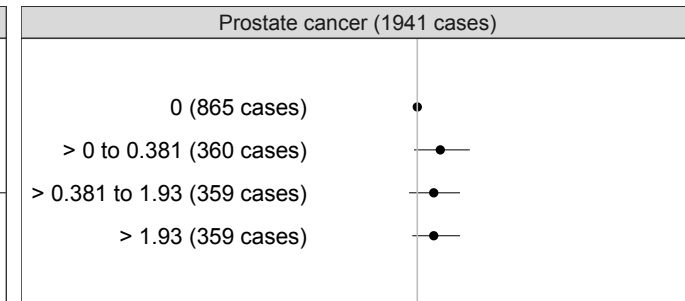 Prostate cancer (1941 cases)
0 (865 cases)
> 0 to 0.381 (360 cases)
> 0.381 to 1.93 (359 cases)
> 1.93 (359 cases)